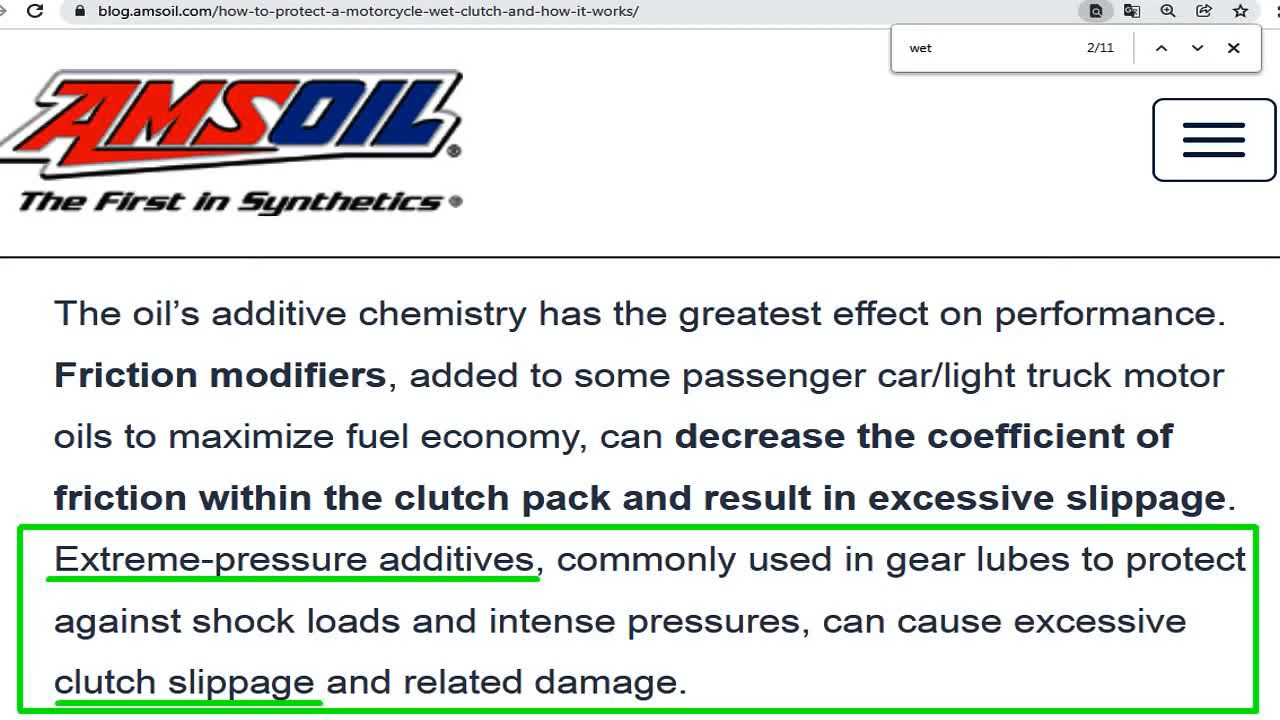 blog.amsoil.com/how-to-protect-a-motorcycle-wet-clutch-and-how-it-works/
wet 2/11
AMSOIL®
The First in Synthetics®
The oil’s additive chemistry has the greatest effect on performance.
Friction modifiers, added to some passenger car/light truck motor
oils to maximize fuel economy, can decrease the coefficient of
friction within the clutch pack and result in excessive slippage.
Extreme-pressure additives, commonly used in gear lubes to protect
against shock loads and intense pressures, can cause excessive
clutch slippage and related damage.